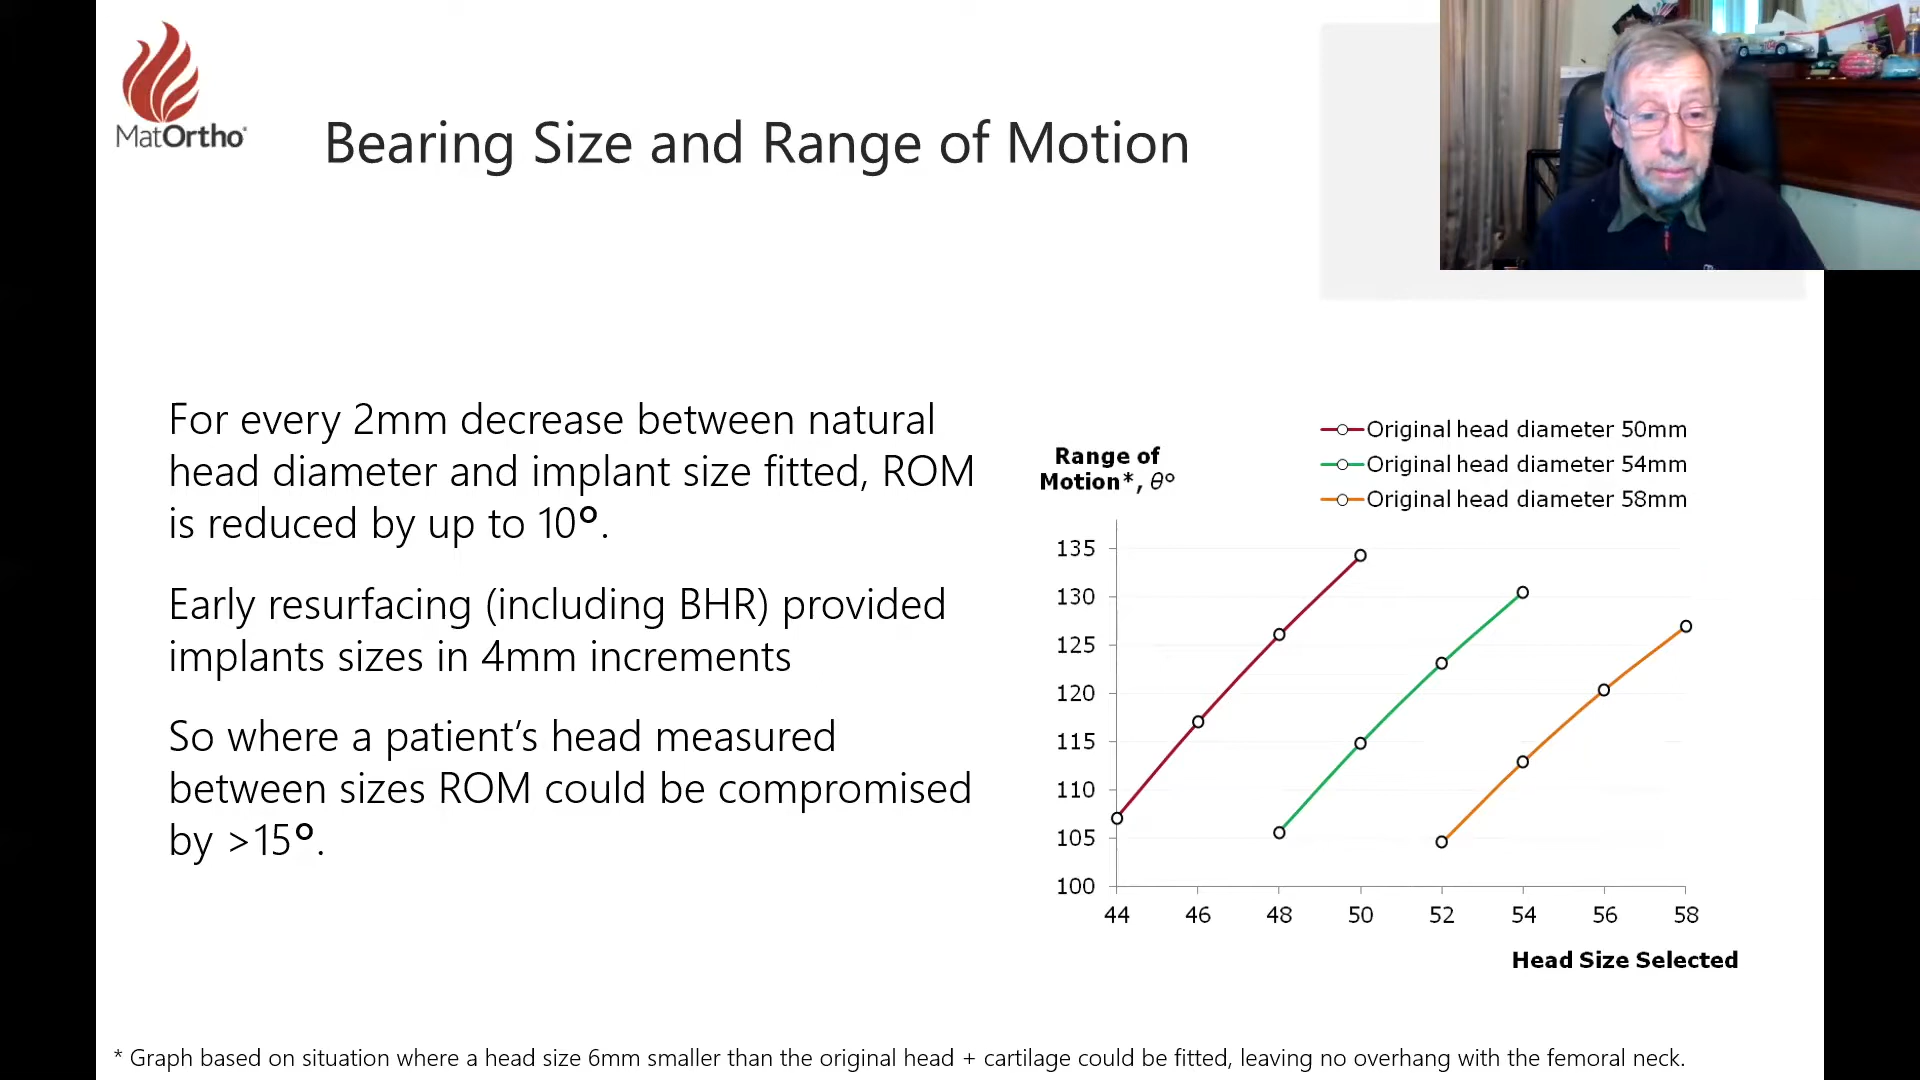 MatOrtho®
Bearing Size and Range of Motion
For every 2mm decrease between natural
head diameter and implant size fitted, ROM
is reduced by up to 10°.
Early resurfacing (including BHR) provided
implants sizes in 4mm increments
So where a patient’s head measured
between sizes ROM could be compromised
by >15°.
Original head diameter 50mm
Original head diameter 54mm
Original head diameter 58mm
Range of
Motion*, θ°
135
130
125
120
115
110
105
100
44 46 48 50 52 54 56 58
Head Size Selected
* Graph based on situation where a head size 6mm smaller than the original head + cartilage could be fitted, leaving no overhang with the femoral neck.